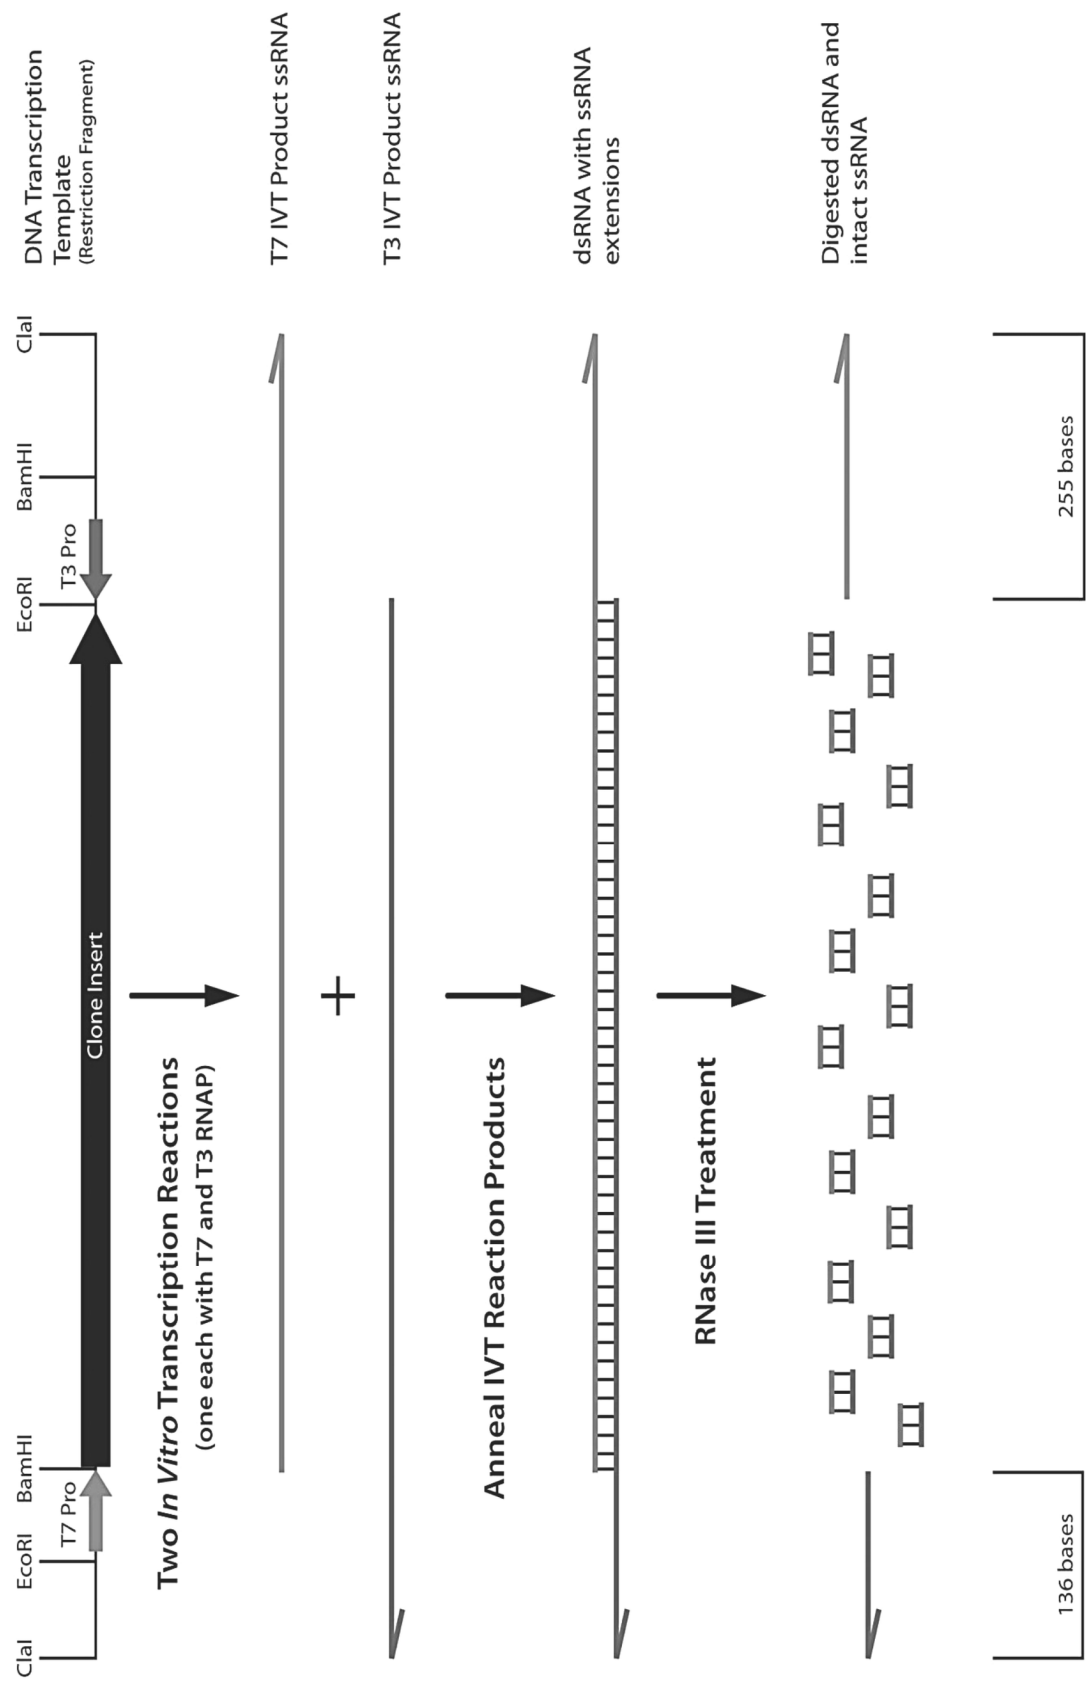 ClaI
EcoRI
BamHI
EcoRI
BamHI
ClaI
T7 Pro
Clone Insert
T3 Pro
DNA Transcription
Template
(Restriction Fragment)
Two In Vitro Transcription Reactions
(one each with T7 and T3 RNAP)
T7 IVT Product ssRNA
+
T3 IVT Product ssRNA
Anneal IVT Reaction Products
dsRNA with ssRNA
extensions
RNase III Treatment
Digested dsRNA and
intact ssRNA
136 bases
255 bases